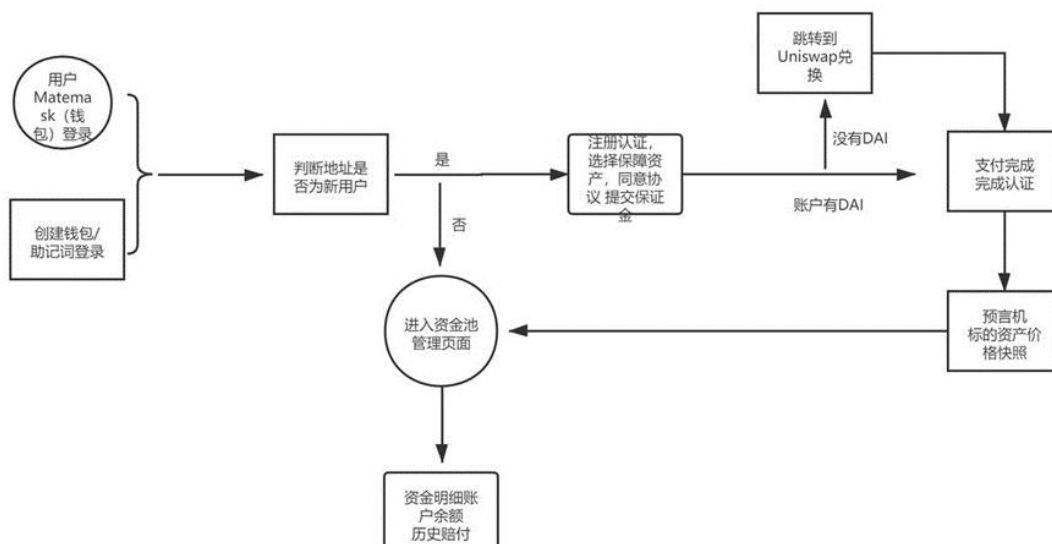 跳转到
Uniswap兑
换
用户
Matema
sk（钱
包）登录
没有DAI
判断地址是
否为新用户
是
注册认证，
选择保障资
产，同意协
议 提交保证
金
支付完成
完成认证
账户有DAI
创建钱包/
助记词登录
否
进入资金池
管理页面
预言机
标的资产价
格快照
资金明细账
户余额
历史赔付